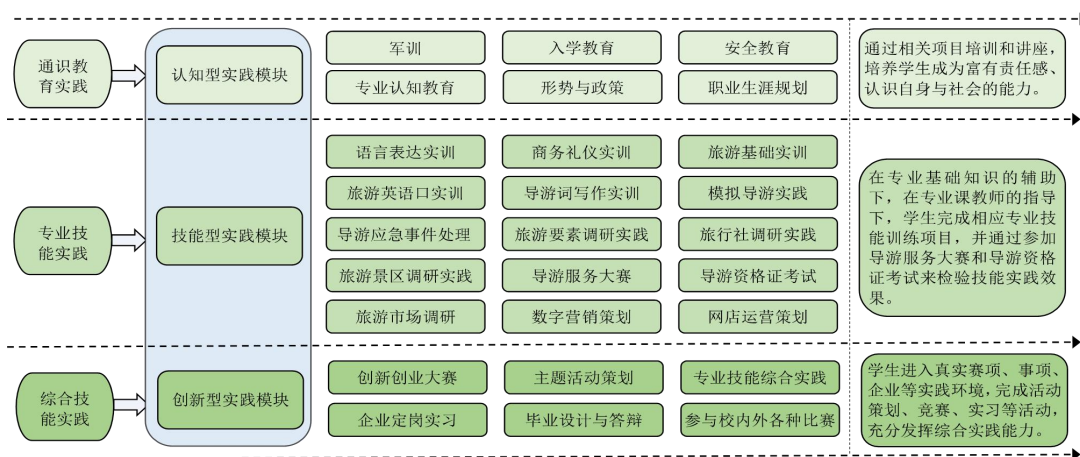 通识教
育实践
认知型实践模块
军训
入学教育
安全教育
专业认知教育
形势与政策
职业生涯规划
通过相关项目培训和讲座，
培养学生成为富有责任感、
认识自身与社会的能力。
专业技
能实践
技能型实践模块
语言表达实训
商务礼仪实训
旅游基础实训
旅游英语口实训
导游词写作实训
模拟导游实践
导游应急事件处理
旅游要素调研实践
旅行社调研实践
旅游景区调研实践
导游服务大赛
导游资格证考试
旅游市场调研
数字营销策划
网店运营策划
在专业基础知识的辅助
下，在专业课教师的指导
下，学生完成相应专业技
能训练项目，并通过参加
导游服务大赛和导游资格
证考试来检验技能实践效
果。
综合技
能实践
创新型实践模块
创新创业大赛
主题活动策划
专业技能综合实践
企业定岗实习
毕业设计与答辩
参与校内外各种比赛
学生进入真实赛项、事项、
企业等实践环境，完成活动
策划、竞赛、实习等活动，
充分发挥综合实践能力。